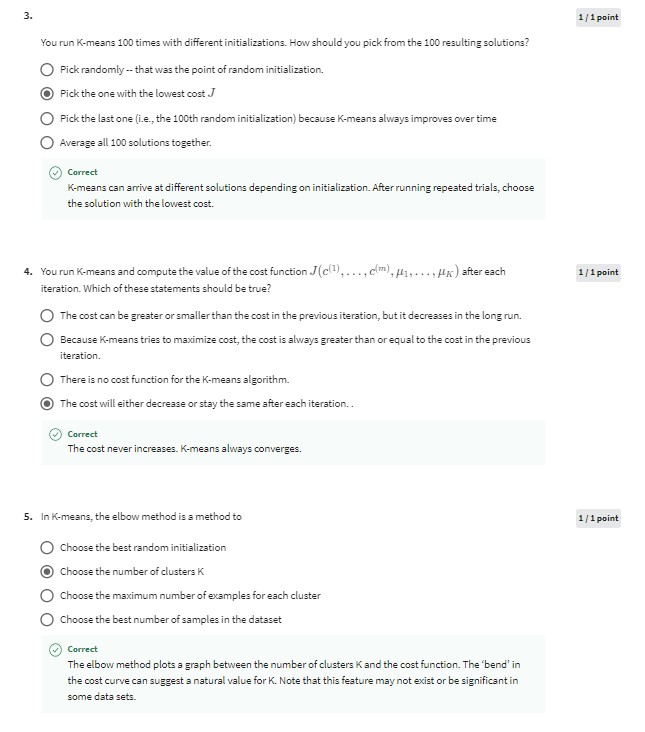 3.
1 / 1 point
You run K-means 100 times with different initializations. How should you pick from the 100 resulting solutions?
Pick randomly -- that was the point of random initialization.
Pick the one with the lowest cost J
Pick the last one (i.e., the 100th random initialization) because K-means always improves over time
Average all 100 solutions together.
Correct
K-means can arrive at different solutions depending on initialization. After running repeated trials, choose
the solution with the lowest cost.
4. You run K-means and compute the value of the cost function J(c⁽¹⁾, . . . , c⁽ᵐ⁾, μ₁, . . . , μ_K) after each
1 / 1 point
iteration. Which of these statements should be true?
The cost can be greater or smaller than the cost in the previous iteration, but it decreases in the long run.
Because K-means tries to maximize cost, the cost is always greater than or equal to the cost in the previous
iteration.
There is no cost function for the K-means algorithm.
The cost will either decrease or stay the same after each iteration. .
Correct
The cost never increases. K-means always converges.
5. In K-means, the elbow method is a method to
1 / 1 point
Choose the best random initialization
Choose the number of clusters K
Choose the maximum number of examples for each cluster
Choose the best number of samples in the dataset
Correct
The elbow method plots a graph between the number of clusters K and the cost function. The ‘bend’ in
the cost curve can suggest a natural value for K. Note that this feature may not exist or be significant in
some data sets.